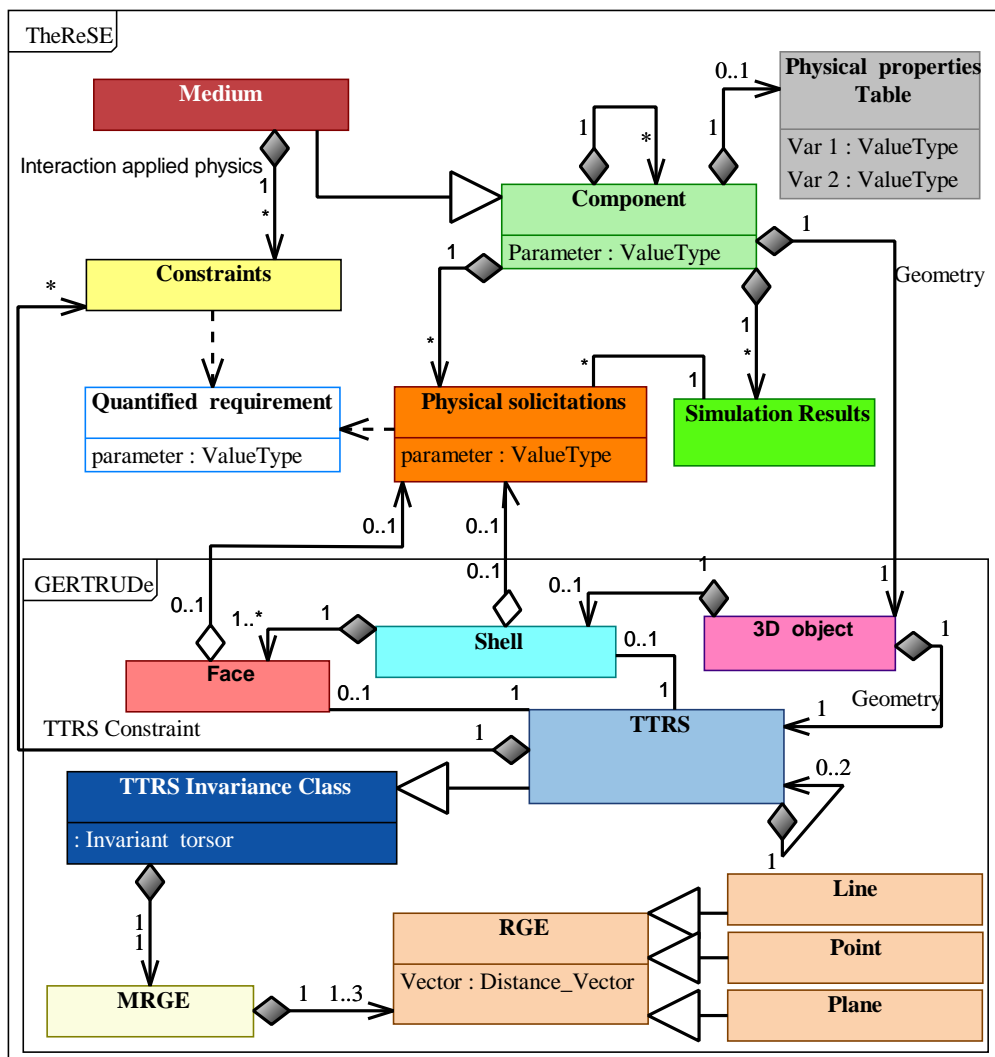 TheReSE
Medium
Physical properties
Table
Var 1 : ValueType
Var 2 : ValueType
0..1
1
1
*
Interaction applied physics
1
*
Component
Parameter : ValueType
1
Geometry
1
*
1
*
Constraints
*
Quantified requirement
parameter : ValueType
Physical solicitations
parameter : ValueType
*
1
Simulation Results
0..1
0..1
GERTRUDe
0..1
1..*
1
0..1
0..1
1
1
Face
Shell
3D object
1
0..1
1
0..1
1
Geometry
1
TTRS Constraint
1
TTRS
0..2
1
TTRS Invariance Class
: Invariant torsor
1
1
MRGE
1
1..3
RGE
Vector : Distance_Vector
Line
Point
Plane